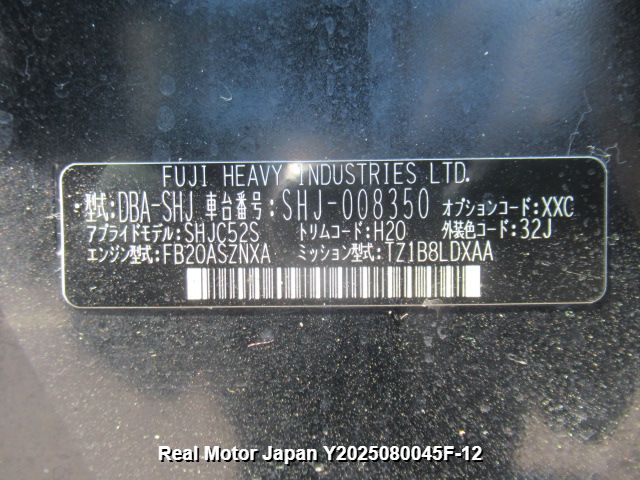 FUJI HEAVY INDUSTRIES LTD.
型式:DBA-SHJ 車台番号:SHJ-008350 オプションコード:XXC
アプライドモデル:SHJC52S トリムコード:H20 外装色コード:32J
エンジン型式:FB20ASZNXA ミッション型式:TZ1B8LDXAA
Real Motor Japan Y2025080045F-12